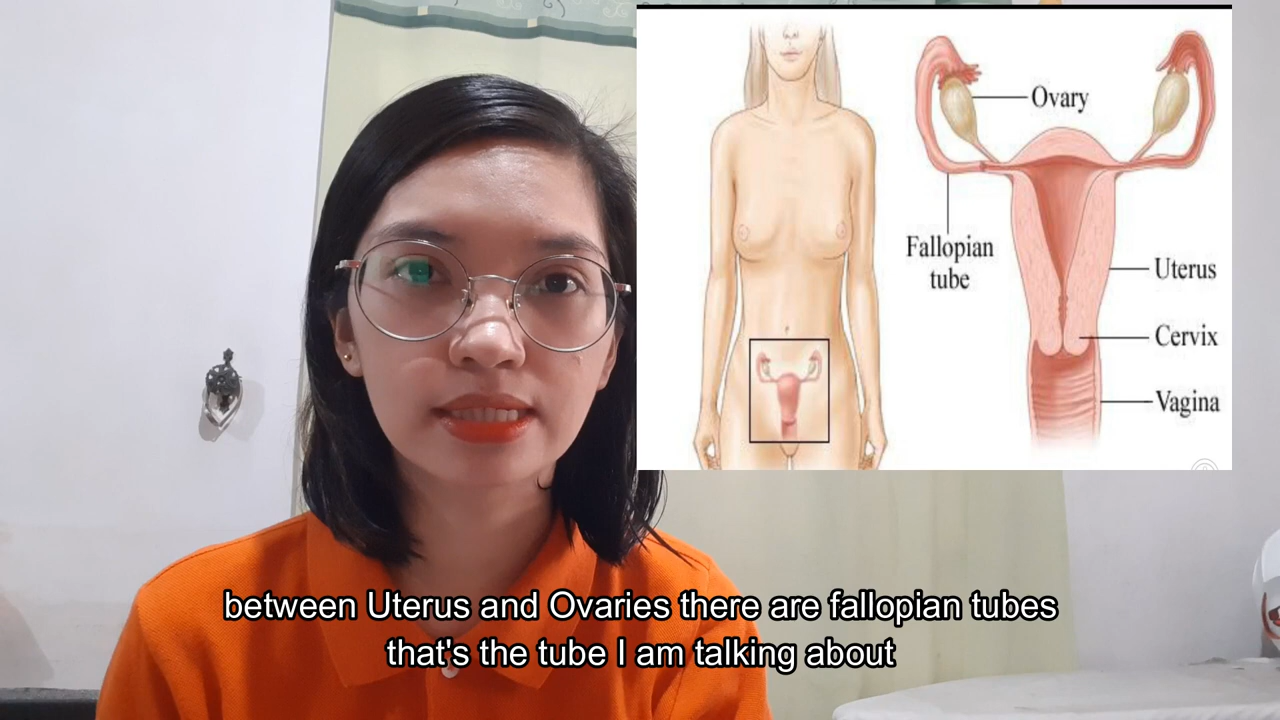 Ovary
Fallopian
tube
Uterus
Cervix
Vagina
between Uterus and Ovaries there are fallopian tubes
that's the tube I am talking about